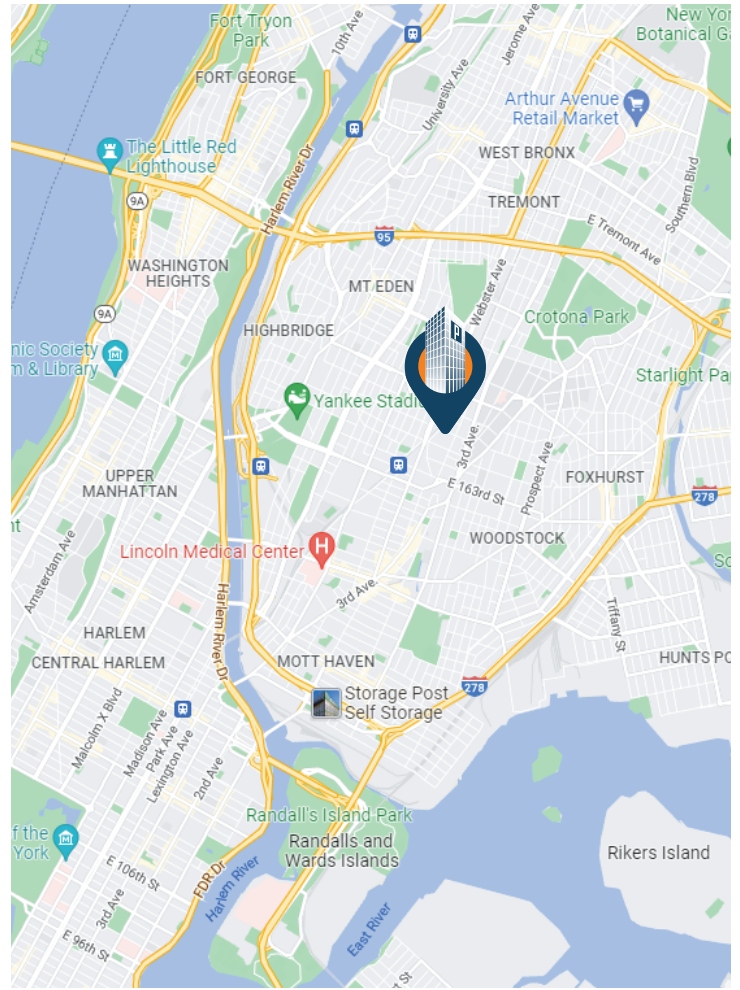 Fort Tryon
Park
10th Ave
FORT GEORGE
University Ave
Jerome Ave
New Yor
Botanical Ga
Arthur Avenue
Retail Market
The Little Red
Lighthouse
WEST BRONX
Southern Blvd
9A
Harlem River Dr
TREMONT
E Tremont Ave
95
WASHINGTON
HEIGHTS
MT EDEN
Webster Ave
9A
HIGHBRIDGE
Crotona Park
P
nic Society
m & Library
Starlight Pa
Yankee Stadi
3rd Ave.
E 163rd St
Prospect Ave
FOXHURST
278
UPPER
MANHATTAN
nt
WOODSTOCK
Lincoln Medical Center
H
Sc
Amsterdam Ave
3rd Ave.
Harlem River Dr
Tiffany St
HARLEM
CENTRAL HARLEM
MOTT HAVEN
HUNTS PO
278
Storage Post
Self Storage
Malcolm X Blvd
Madison Ave
Park Ave
Lexington Ave
2nd Ave
Randall's Island Park
Randalls and
Wards Islands
Rikers Island
f the
York
E 106th St
FDR Dr
Harlem River
3rd Ave
E 96th St
East River
St